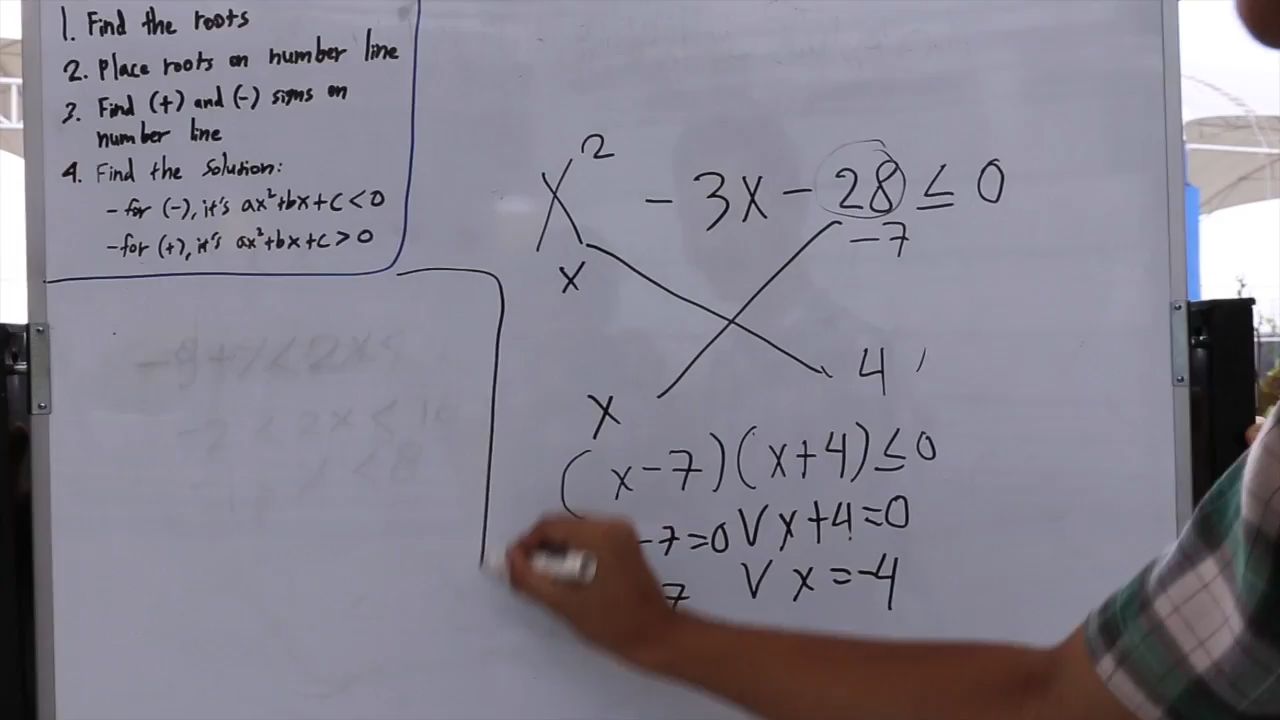 1. Find the roots
2. Place roots on number line
3. Find (+) and (-) signs on
number line
4. Find the Solution:
- for (-), it's ax²+bx+c<0
- for (+), it's ax²+bx+c>0
x² - 3x - 28 ≤ 0
-7
x
4
x
(x-7)(x+4)≤0
-7=0 V x+4=0
7 V x=-4